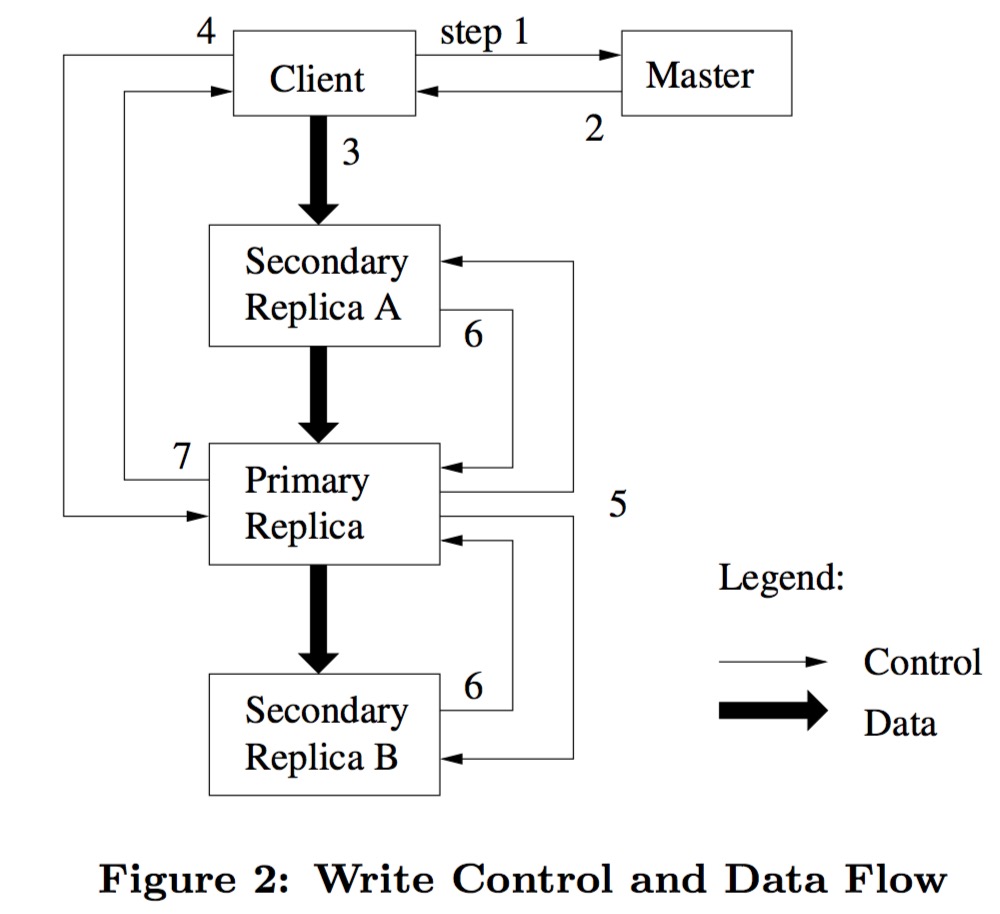 4
step 1
Client
Master
2
3
Secondary
Replica A
6
7
Primary
Replica
5
Legend:
Control
Data
6
Secondary
Replica B
Figure 2: Write Control and Data Flow